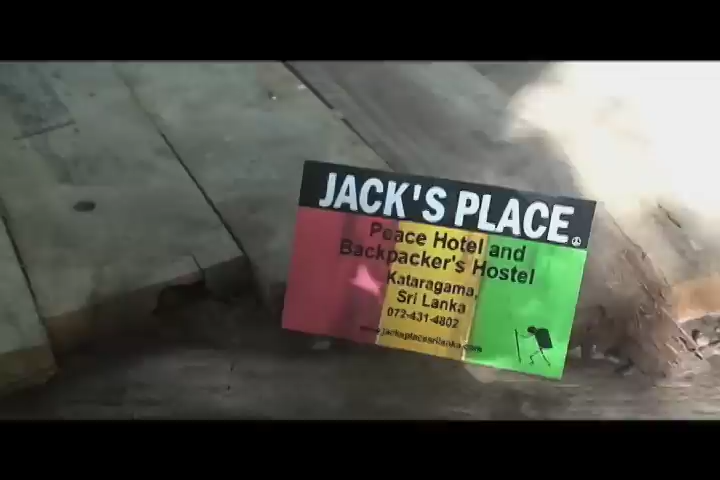 JACK'S PLACE
Peace Hotel and
Backpacker's Hostel
Kataragama,
Sri Lanka
072-431-4802
www.jacksplacesrilanka.com